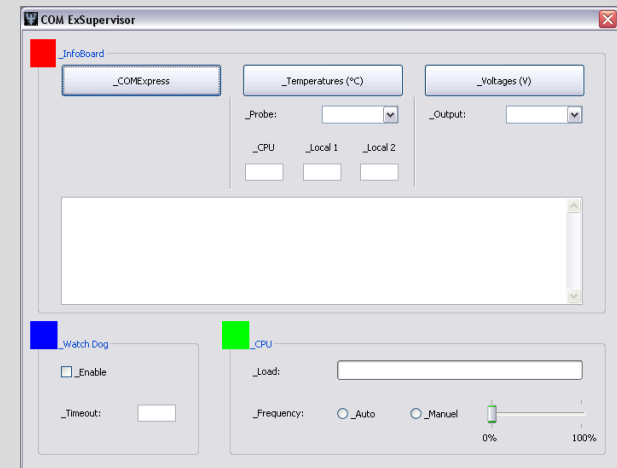 COM ExSupervisor
_InfoBoard
_COMExpress
_Temperatures (°C)
_Voltages (V)
_Probe:
_Output:
_CPU _Local 1 _Local 2
_Watch Dog
_Enable
_Timeout:
_CPU
_Load:
_Frequency: _Auto _Manuel
0% 100%